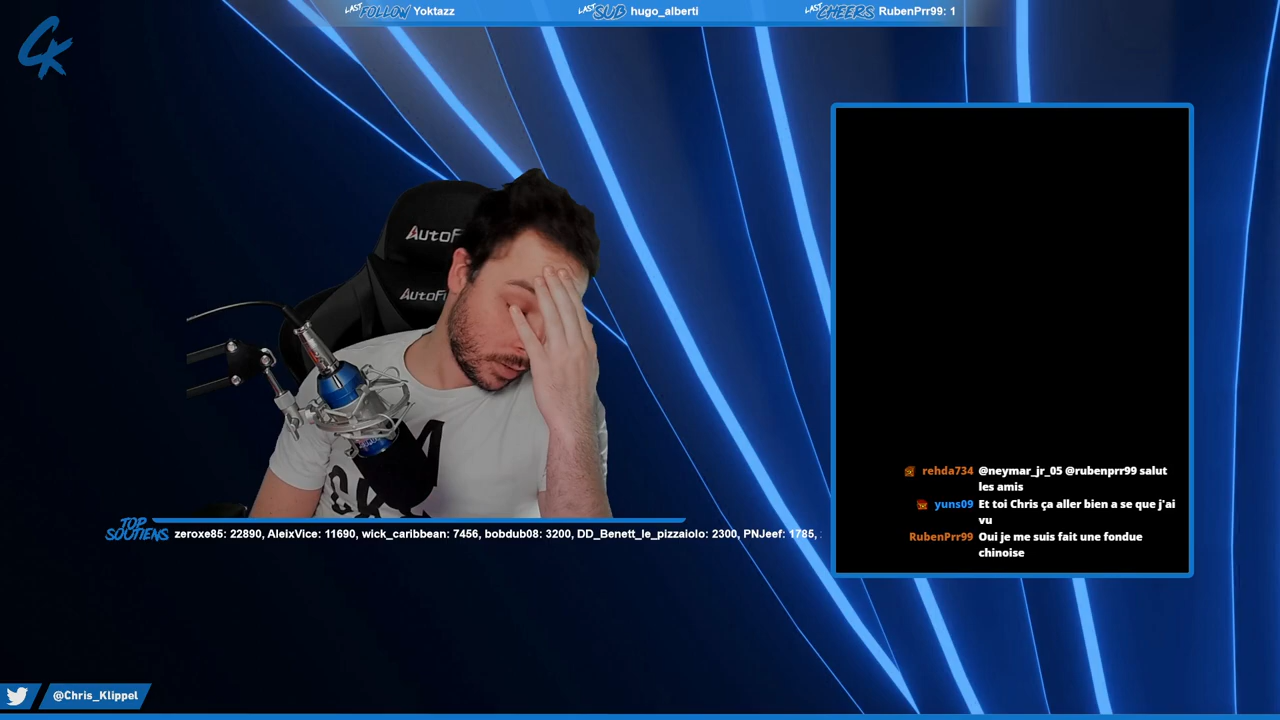 LAST FOLLOW Yoktazz
LAST SUB hugo_alberti
LAST CHEERS RubenPrr99: 1
CK
AutoF
AutoF
rehda734 @neymar_jr_05 @rubenprr99 salut
les amis
yuns09 Et toi Chris ça aller bien a se que j'ai
vu
RubenPrr99 Oui je me suis fait une fondue
chinoise
TOP
SOUTIENS zeroxe85: 22890, AleixVice: 11690, wick_caribbean: 7456, bobdub08: 3200, DD_Benett_le_pizzaiolo: 2300, PNJeef: 1785,
@Chris_Klippel